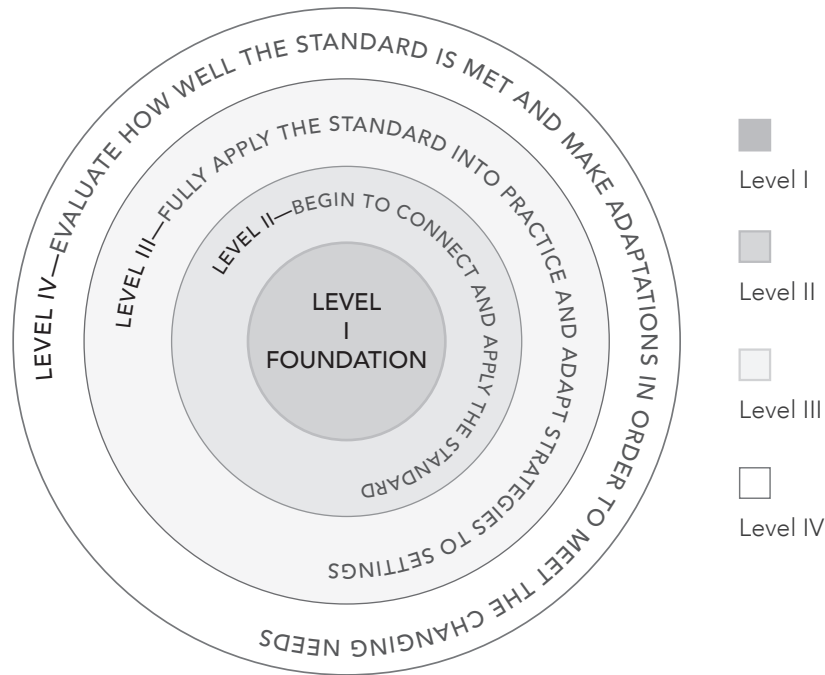 LEVEL IV—EVALUATE HOW WELL THE STANDARD IS MET AND MAKE ADAPTATIONS IN ORDER TO MEET THE CHANGING NEEDS
LEVEL III—FULLY APPLY THE STANDARD INTO PRACTICE AND ADAPT STRATEGIES TO SETTINGS
LEVEL II—BEGIN TO CONNECT AND APPLY THE STANDARD
LEVEL
I
FOUNDATION
Level I
Level II
Level III
Level IV